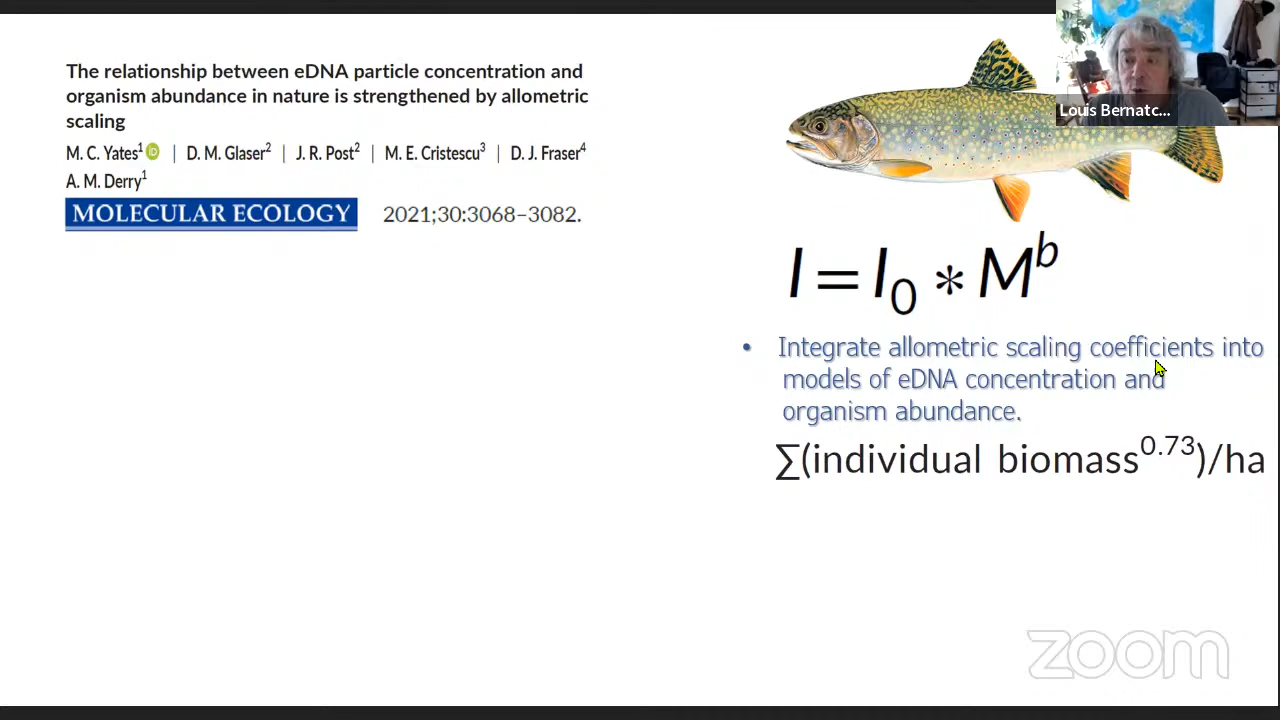 The relationship between eDNA particle concentration and
organism abundance in nature is strengthened by allometric
scaling
M. C. Yates¹ iD | D. M. Glaser² | J. R. Post² | M. E. Cristescu³ | D. J. Fraser⁴
A. M. Derry¹
MOLECULAR ECOLOGY 2021;30:3068–3082.
Louis Bernatc...
I = I₀ * Mᵇ
• Integrate allometric scaling coefficients into
models of eDNA concentration and
organism abundance.
∑(individual biomass⁰·⁷³)/ha
zoom